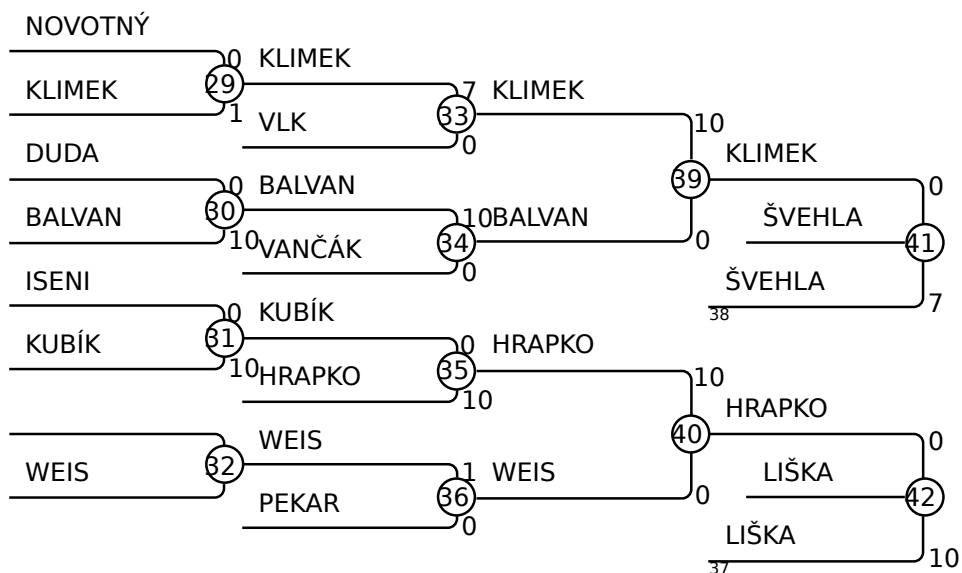 NOVOTNÝ
0 KLIMEK
29
KLIMEK
7 KLIMEK
1 VLK
33
0
10
DUDA
KLIMEK
39
0 BALVAN
0
30
BALVAN
10 BALVAN
ŠVEHLA
10 VANČÁK
34
0
41
0
ISENI
ŠVEHLA
38
7
0 KUBÍK
31
KUBÍK
0 HRAPKO
10 HRAPKO
35
10
10
HRAPKO
40
0
WEIS
32
WEIS
1 WEIS
LIŠKA
PEKAR
36
0
42
0
LIŠKA
37
10